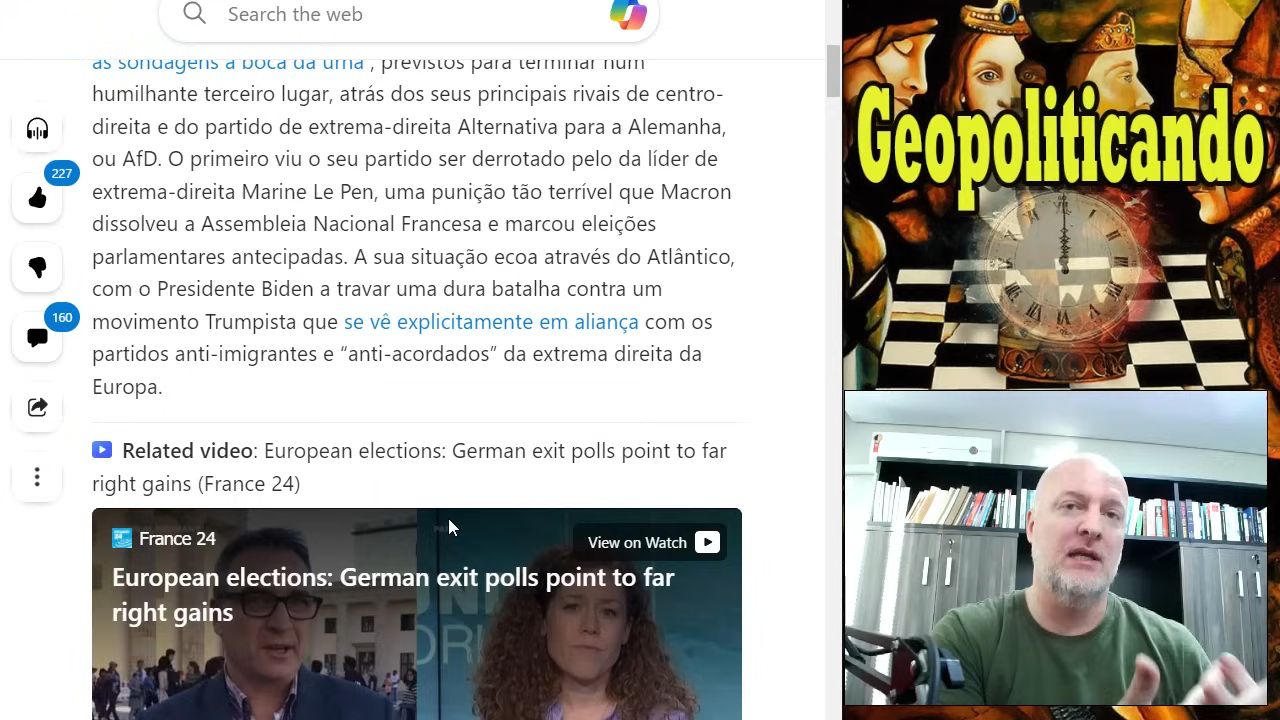 Search the web
as sondagens à boca da urna , previstos para terminar num
humilhante terceiro lugar, atrás dos seus principais rivais de centro-
direita e do partido de extrema-direita Alternativa para a Alemanha,
ou AfD. O primeiro viu o seu partido ser derrotado pelo da líder de
extrema-direita Marine Le Pen, uma punição tão terrível que Macron
dissolveu a Assembleia Nacional Francesa e marcou eleições
parlamentares antecipadas. A sua situação ecoa através do Atlântico,
com o Presidente Biden a travar uma dura batalha contra um
movimento Trumpista que se vê explicitamente em aliança com os
partidos anti-imigrantes e “anti-acordados” da extrema direita da
Europa.
227
160
Related video: European elections: German exit polls point to far
right gains (France 24)
France 24
View on Watch
European elections: German exit polls point to far
right gains
Geopoliticando